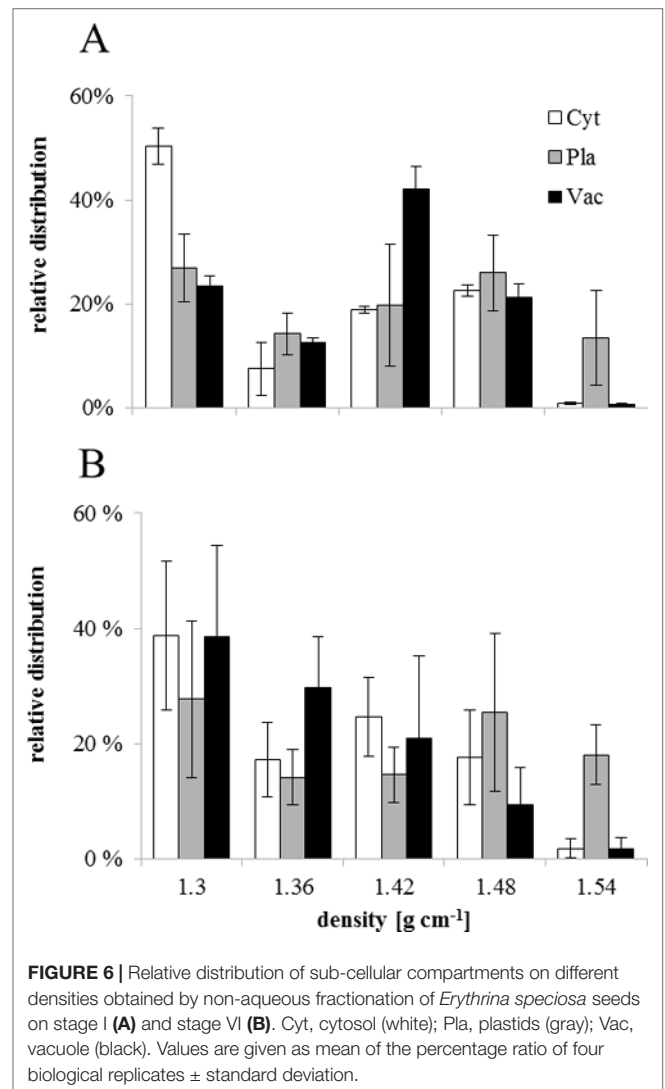 A
60%
40%
20%
0%
relative distribution
Cyt
Pla
Vac
B
60 %
40 %
20 %
0 %
relative distribution
1.3 1.36 1.42 1.48 1.54
density [g cm-1]
FIGURE 6 | Relative distribution of sub-cellular compartments on different
densities obtained by non-aqueous fractionation of Erythrina speciosa seeds
on stage I (A) and stage VI (B). Cyt, cytosol (white); Pla, plastids (gray); Vac,
vacuole (black). Values are given as mean of the percentage ratio of four
biological replicates ± standard deviation.